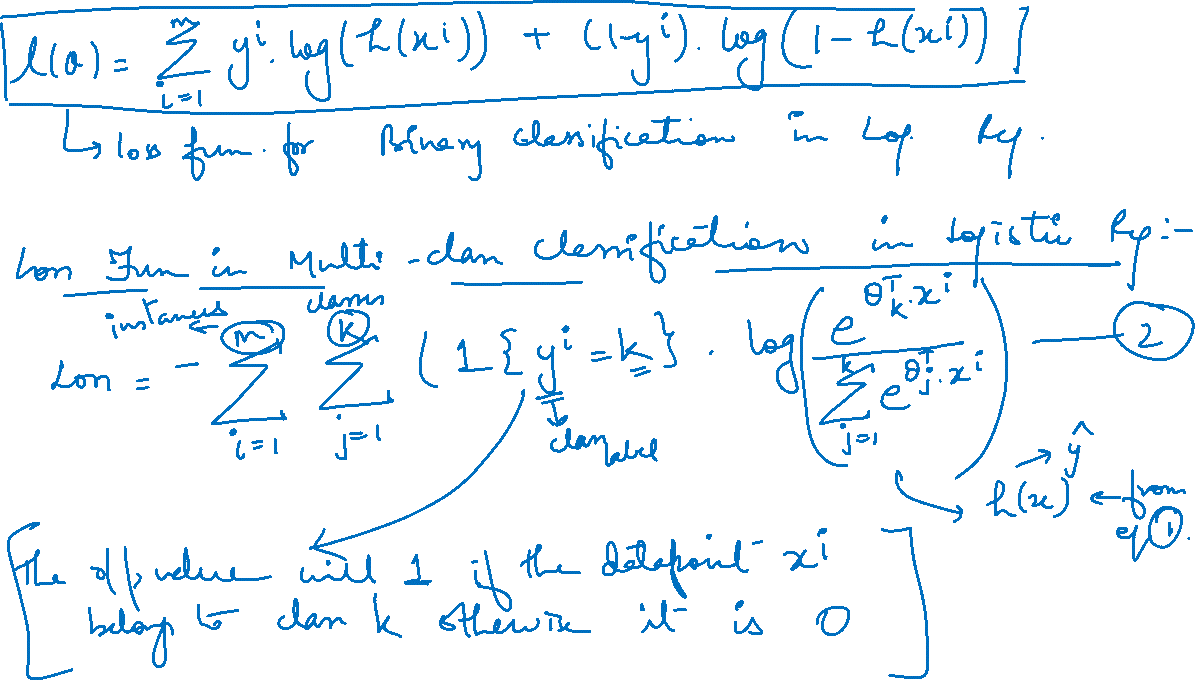 l(θ) = Σ_{i=1}^{m} y^i . log(h(x^i)) + (1-y^i) . log(1 - h(x^i))
↳ loss fun. for Binary classification in Log. Reg.
Loss Fun in Multi-class classification in Logistic Reg :-
instances classes
Loss = - Σ_{i=1}^{m} Σ_{j=1}^{k} (1{y^i = k} . log( e^{θ_k^T . x^i} / Σ_{j=1}^{k} e^{θ_j^T . x^i} ) — 2
class label
→ ŷ
h(x) ← from eq 1.
[The o/p value will 1 if the datapoint x^i
belongs to class k otherwise it is 0]